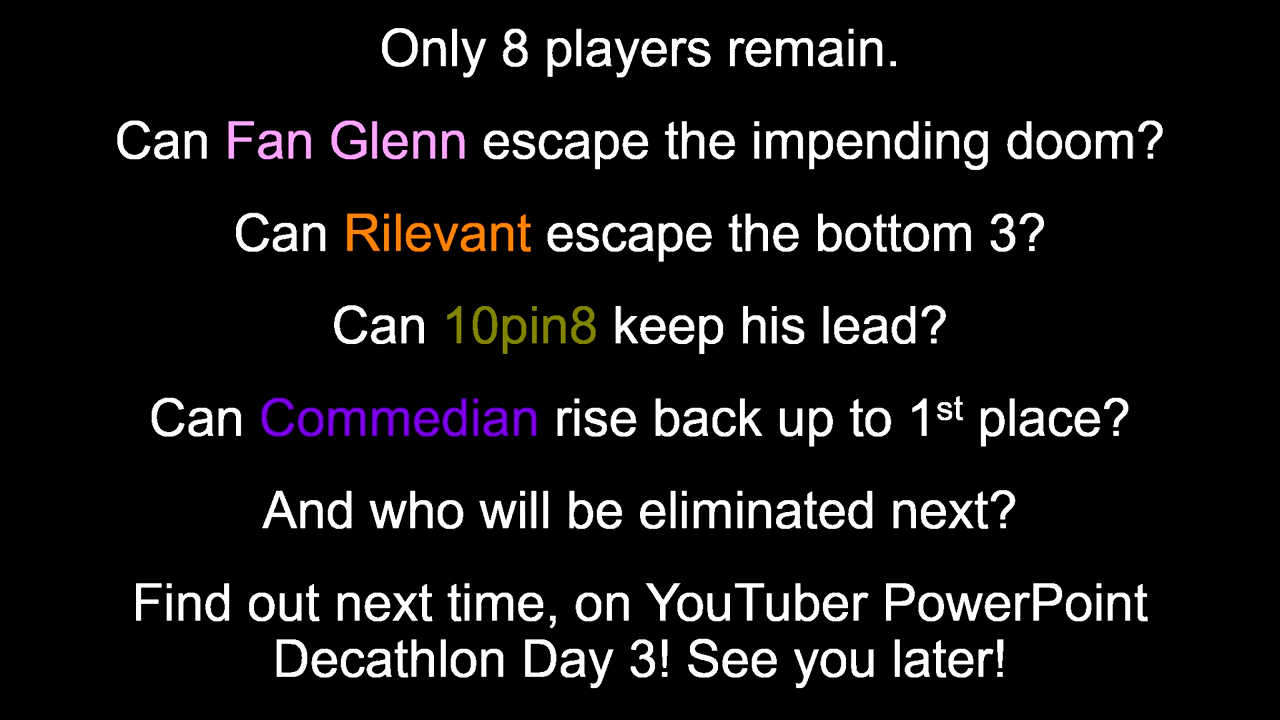 Only 8 players remain.
Can Fan Glenn escape the impending doom?
Can Rilevant escape the bottom 3?
Can 10pin8 keep his lead?
Can Commedian rise back up to 1st place?
And who will be eliminated next?
Find out next time, on YouTuber PowerPoint
Decathlon Day 3! See you later!